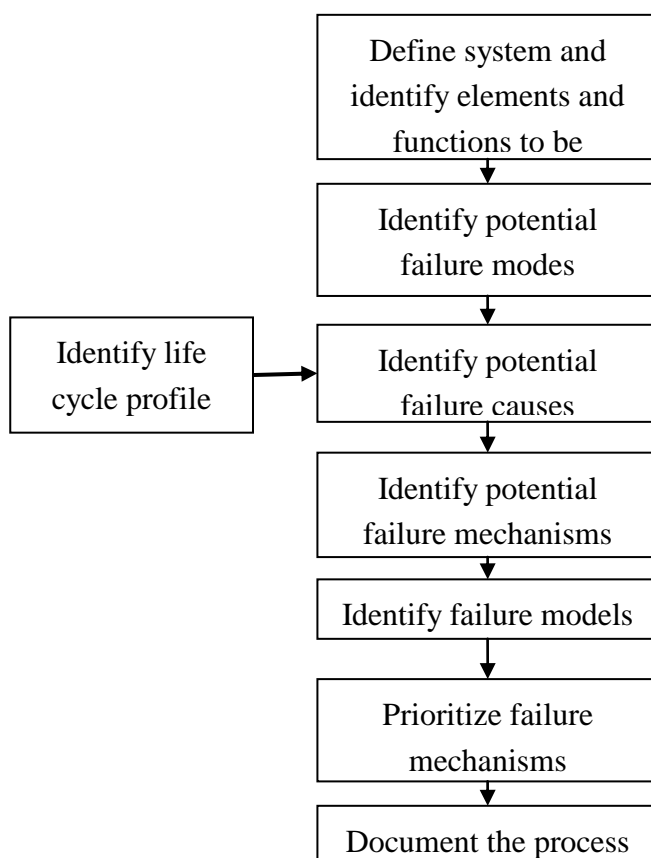 Define system and
identify elements and
functions to be
Identify potential
failure modes
Identify life
cycle profile
Identify potential
failure causes
Identify potential
failure mechanisms
Identify failure models
Prioritize failure
mechanisms
Document the process